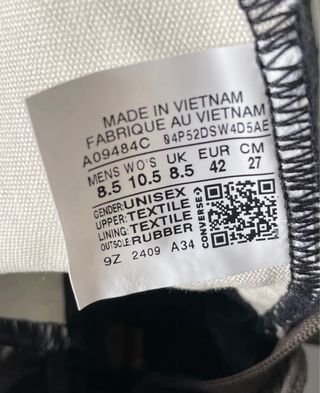 MADE IN VIETNAM
FABRIQUE AU VIETNAM
A09484C 04P52DSW4D5AE
MENS WO'S UK EUR CM
8.5 10.5 8.5 42 27
GENDER: UNISEX
UPPER: TEXTILE
LINING: TEXTILE
OUTSOLE: RUBBER
CONVERSE
9Z 2409 A34